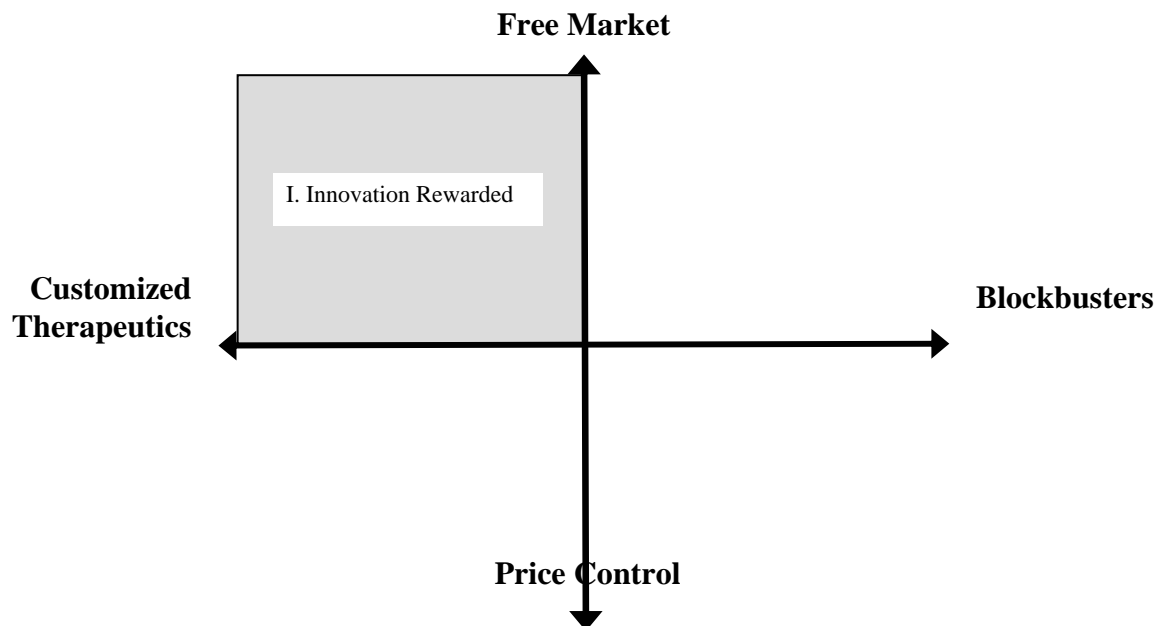 Free Market
I. Innovation Rewarded
Customized
Therapeutics
Blockbusters
Price Control